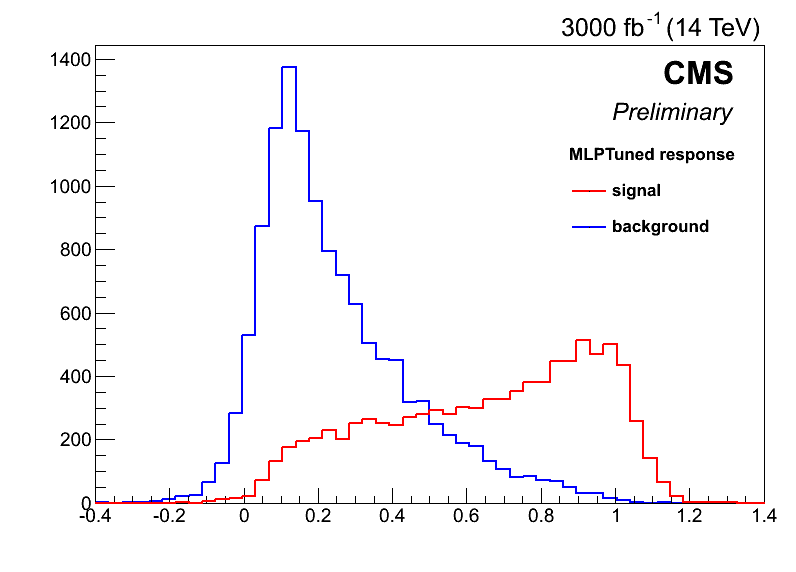 3000 fb-1 (14 TeV)
CMS
Preliminary
MLPTuned response
signal
background
1400
1200
1000
800
600
400
200
0
-0.4 -0.2 0 0.2 0.4 0.6 0.8 1 1.2 1.4